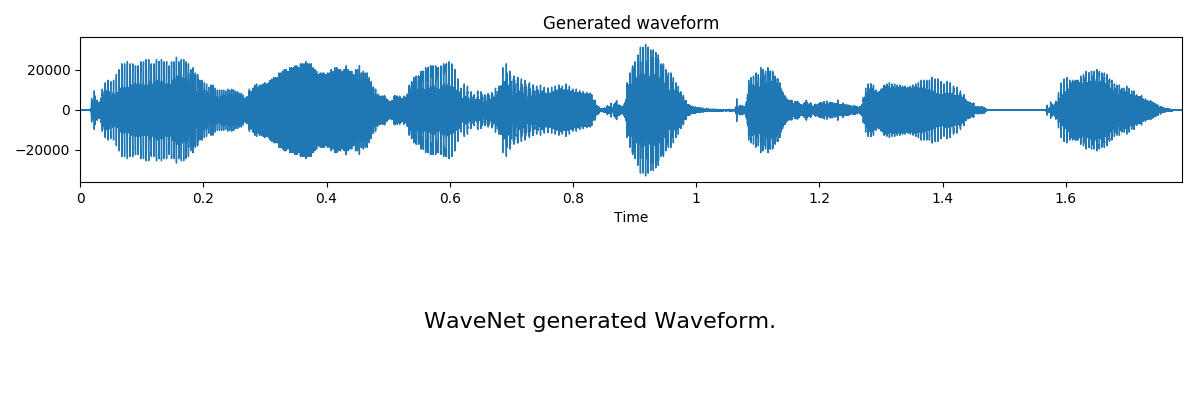 Generated waveform
20000
0
−20000
0 0.2 0.4 0.6 0.8 1 1.2 1.4 1.6
Time
WaveNet generated Waveform.